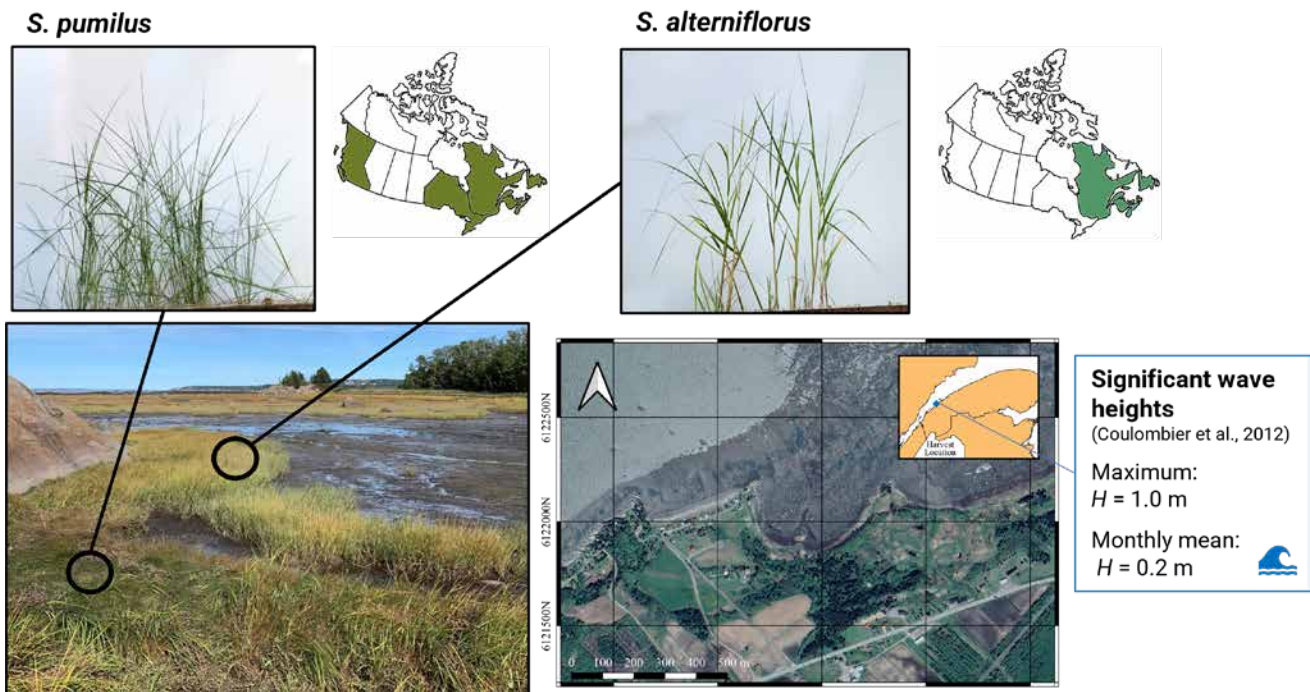 S. pumilus
S. alterniflorus
6122500N
6122000N
6121500N
0 100 200 300 400 500 m
Harvest
Location
Significant wave
heights
(Coulombier et al., 2012)
Maximum:
H = 1.0 m
Monthly mean:
H = 0.2 m